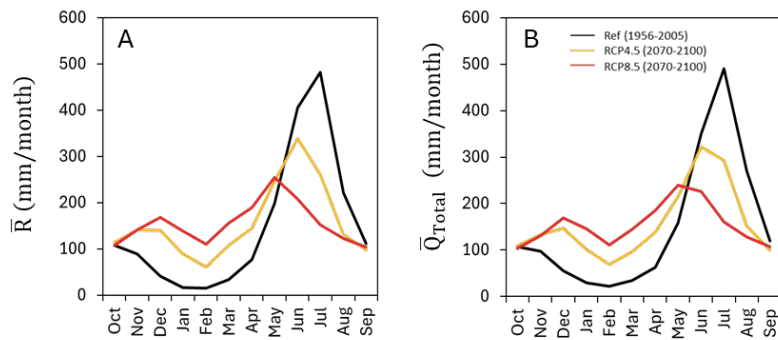 A
R̅ (mm/month)
600
500
400
300
200
100
0
Oct
Nov
Dec
Jan
Feb
Mar
Apr
May
Jun
Jul
Aug
Sep
B
Q̅Total (mm/month)
Ref (1956-2005)
RCP4.5 (2070-2100)
RCP8.5 (2070-2100)
600
500
400
300
200
100
0
Oct
Nov
Dec
Jan
Feb
Mar
Apr
May
Jun
Jul
Aug
Sep